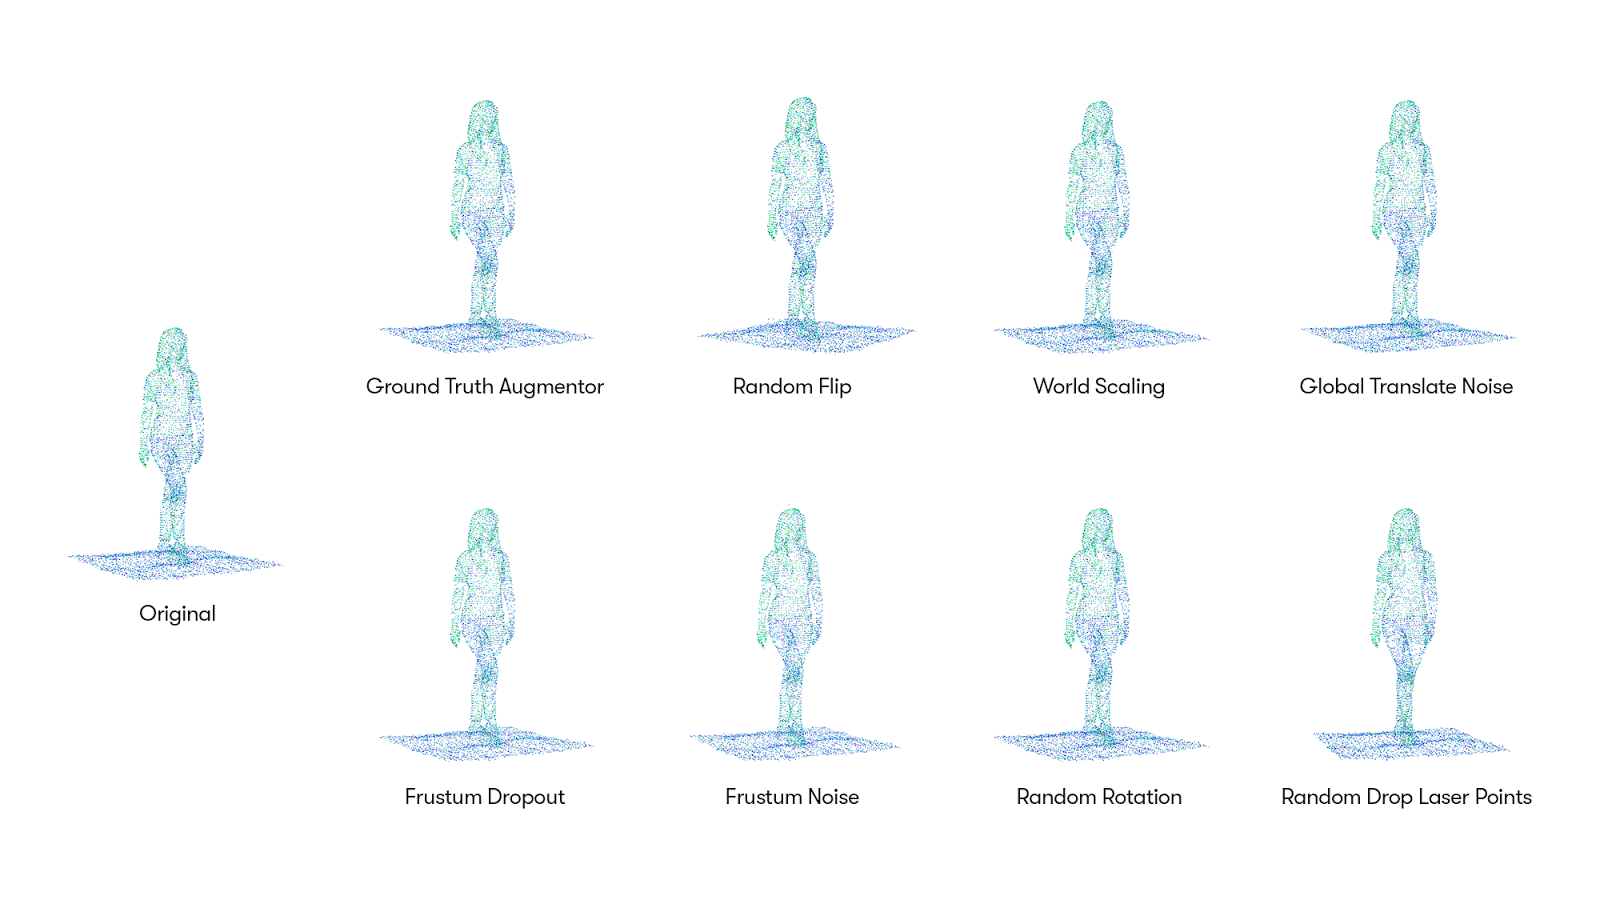 Ground Truth Augmentor
Random Flip
World Scaling
Global Translate Noise
Original
Frustum Dropout
Frustum Noise
Random Rotation
Random Drop Laser Points